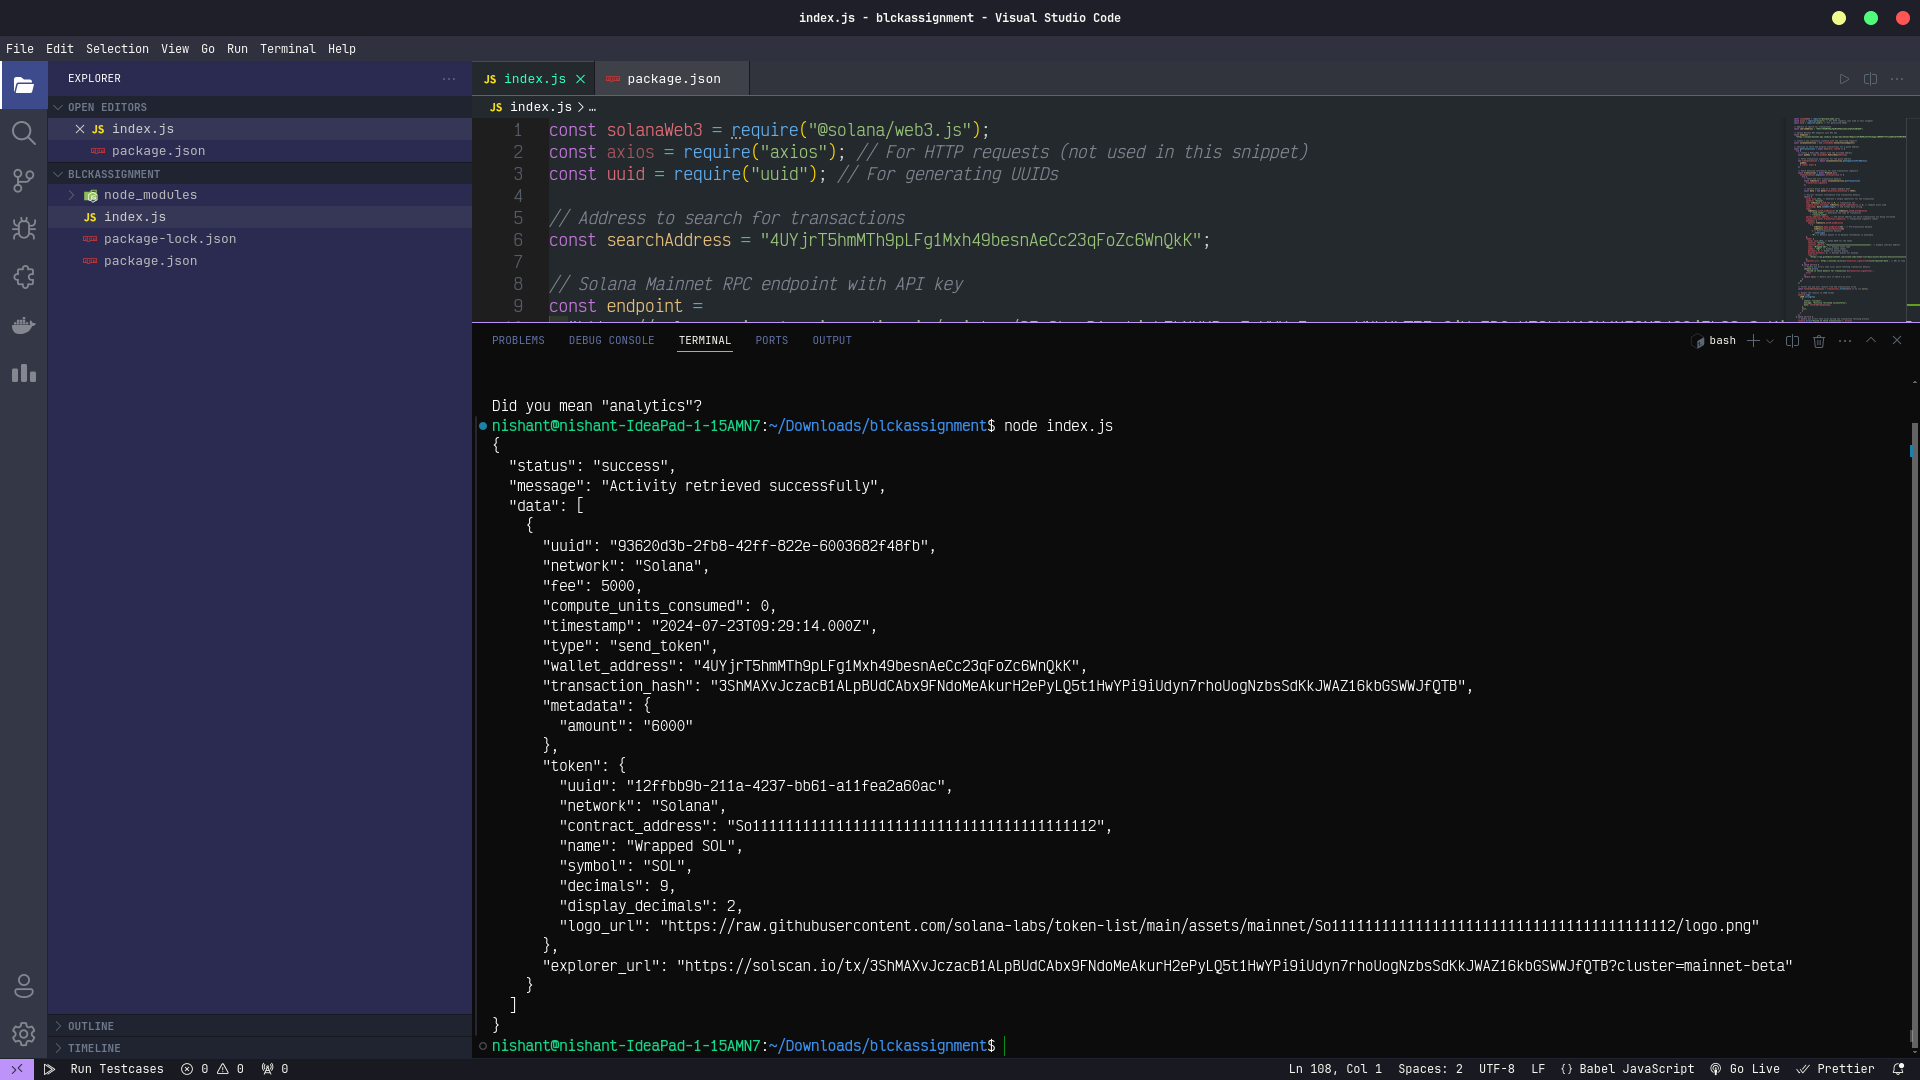 index.js - blckassignment - Visual Studio Code
File Edit Selection View Go Run Terminal Help
EXPLORER
OPEN EDITORS
JS index.js
package.json
BLCKASSIGNMENT
node_modules
JS index.js
package-lock.json
package.json
OUTLINE
TIMELINE
JS index.js
package.json
JS index.js > …
1 const solanaWeb3 = require("@solana/web3.js");
2 const axios = require("axios"); // For HTTP requests (not used in this snippet)
3 const uuid = require("uuid"); // For generating UUIDs
4
5 // Address to search for transactions
6 const searchAddress = "4UYjrT5hmMTh9pLFg1Mxh49besnAeCc23qFoZc6WnQkK";
7
8 // Solana Mainnet RPC endpoint with API key
9 const endpoint =
PROBLEMS DEBUG CONSOLE TERMINAL PORTS OUTPUT
bash
Did you mean "analytics"?
nishant@nishant-IdeaPad-1-15AMN7:~/Downloads/blckassignment$ node index.js
{
"status": "success",
"message": "Activity retrieved successfully",
"data": [
{
"uuid": "93620d3b-2fb8-42ff-822e-6003682f48fb",
"network": "Solana",
"fee": 5000,
"compute_units_consumed": 0,
"timestamp": "2024-07-23T09:29:14.000Z",
"type": "send_token",
"wallet_address": "4UYjrT5hmMTh9pLFg1Mxh49besnAeCc23qFoZc6WnQkK",
"transaction_hash": "3ShMAXvJczacB1ALpBUdCAbx9FNdoMeAkurH2ePyLQ5t1HwYPi9iUdyn7rhoUogNzbsSdKkJWAZ16kbGSWWJfQTB",
"metadata": {
"amount": "6000"
},
"token": {
"uuid": "12ffbb9b-211a-4237-bb61-a11fea2a60ac",
"network": "Solana",
"contract_address": "So11111111111111111111111111111111111111112",
"name": "Wrapped SOL",
"symbol": "SOL",
"decimals": 9,
"display_decimals": 2,
"logo_url": "https://raw.githubusercontent.com/solana-labs/token-list/main/assets/mainnet/So11111111111111111111111111111111111111112/logo.png"
},
"explorer_url": "https://solscan.io/tx/3ShMAXvJczacB1ALpBUdCAbx9FNdoMeAkurH2ePyLQ5t1HwYPi9iUdyn7rhoUogNzbsSdKkJWAZ16kbGSWWJfQTB?cluster=mainnet-beta"
}
]
}
nishant@nishant-IdeaPad-1-15AMN7:~/Downloads/blckassignment$
Run Testcases 0 0 0 Ln 108, Col 1 Spaces: 2 UTF-8 LF {} Babel JavaScript Go Live Prettier